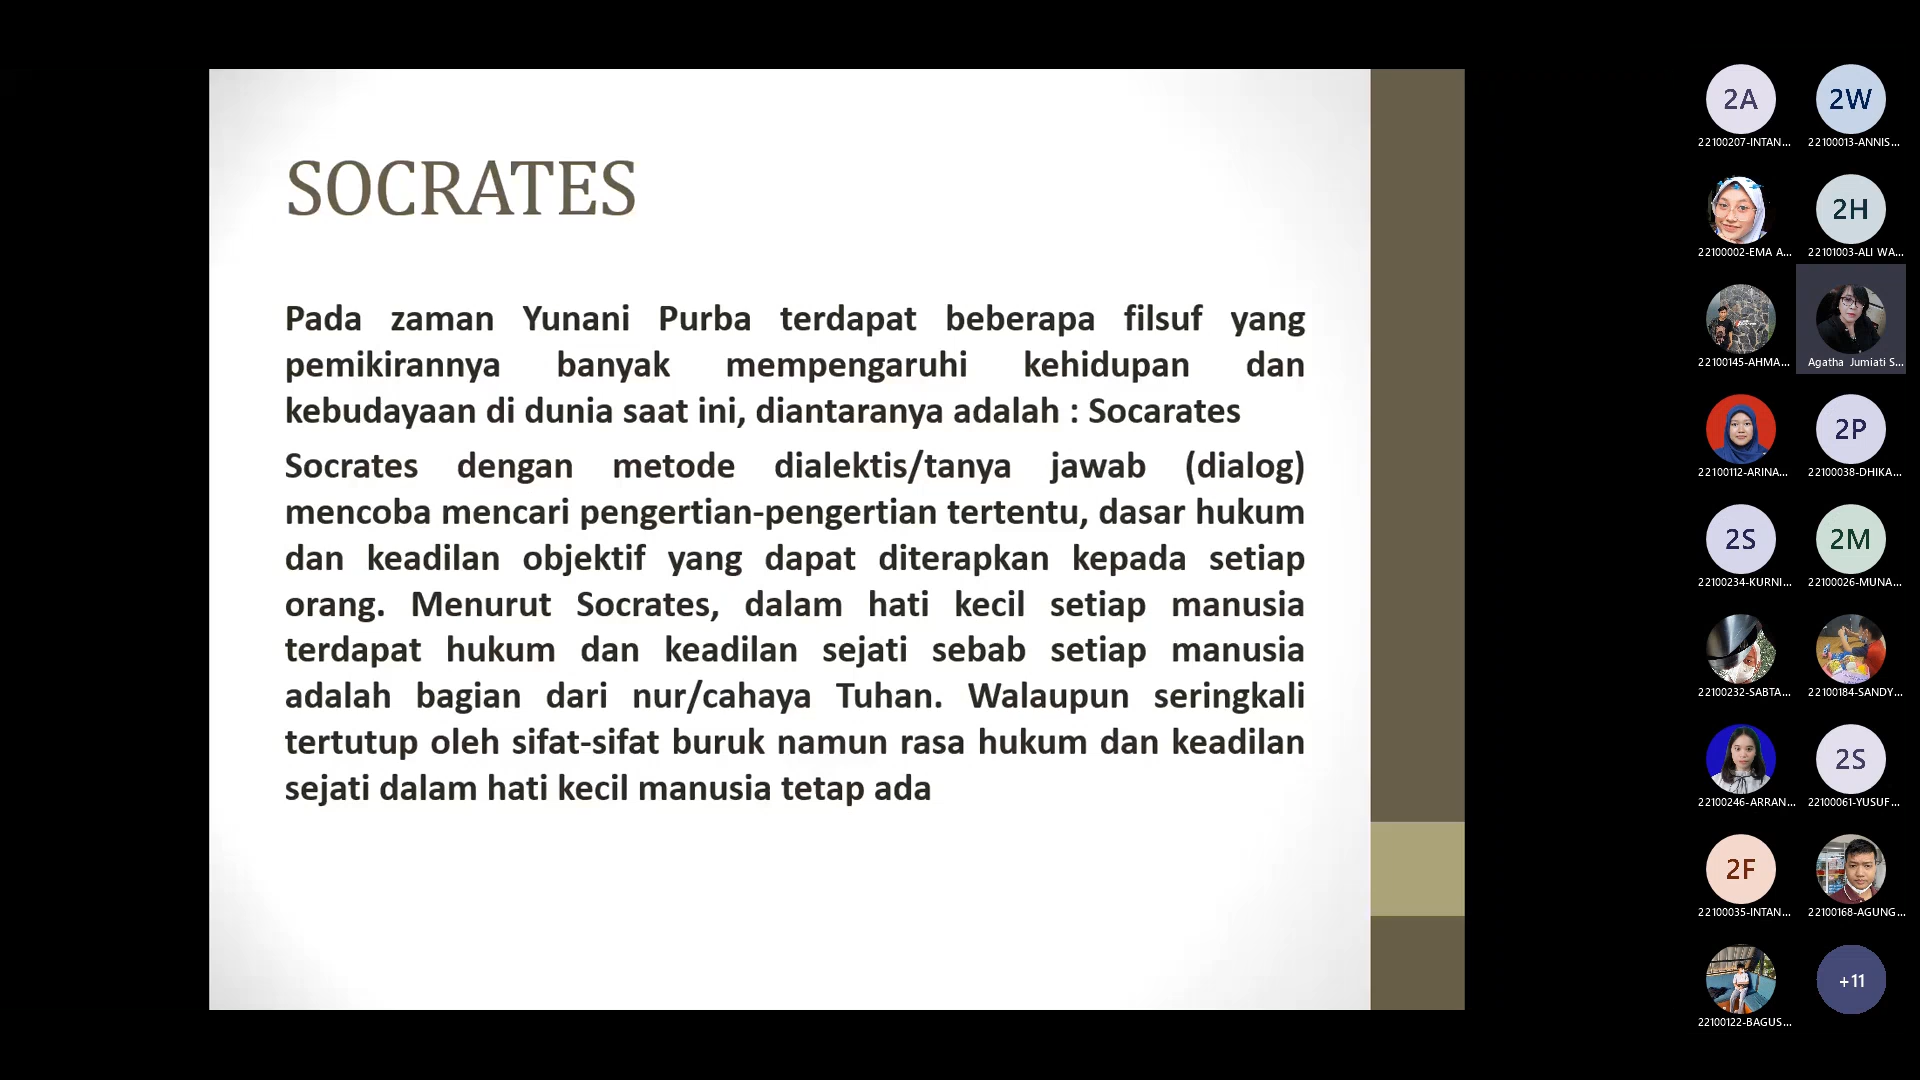 SOCRATES
Pada zaman Yunani Purba terdapat beberapa filsuf yang
pemikirannya banyak mempengaruhi kehidupan dan
kebudayaan di dunia saat ini, diantaranya adalah : Socarates
Socrates dengan metode dialektis/tanya jawab (dialog)
mencoba mencari pengertian-pengertian tertentu, dasar hukum
dan keadilan objektif yang dapat diterapkan kepada setiap
orang. Menurut Socrates, dalam hati kecil setiap manusia
terdapat hukum dan keadilan sejati sebab setiap manusia
adalah bagian dari nur/cahaya Tuhan. Walaupun seringkali
tertutup oleh sifat-sifat buruk namun rasa hukum dan keadilan
sejati dalam hati kecil manusia tetap ada
2A
2W
22100207-INTAN...
22100013-ANNIS...
2H
22100002-EMA A...
22101003-ALI WA...
22100145-AHMA...
Agatha Jumiati S...
2P
22100112-ARINA...
22100038-DHIKA...
2S
2M
22100234-KURNI...
22100026-MUNA...
22100232-SABTA...
22100184-SANDY...
2S
22100246-ARRAN...
22100061-YUSUF...
2F
22100035-INTAN...
22100168-AGUNG...
+11
22100122-BAGUS...